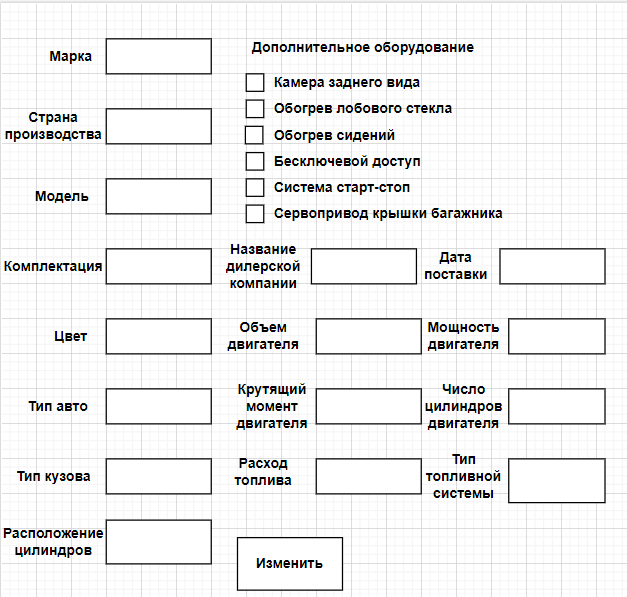 Марка
Дополнительное оборудование
Камера заднего вида
Обогрев лобового стекла
Обогрев сидений
Бесключевой доступ
Система старт-стоп
Сервопривод крышки багажника
Страна
производства
Модель
Комплектация
Название
дилерской
компании
Дата
поставки
Цвет
Объем
двигателя
Мощность
двигателя
Тип авто
Крутящий
момент
двигателя
Число
цилиндров
двигателя
Тип кузова
Расход
топлива
Тип
топливной
системы
Расположение
цилиндров
Изменить